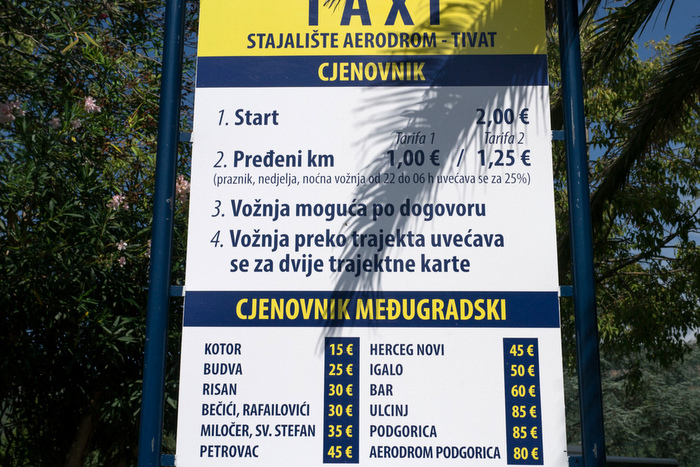 TAXI
STAJALIŠTE AERODROM - TIVAT
CJENOVNIK
1. Start 2,00 €
Tarifa 1 Tarifa 2
2. Pređeni km 1,00 € / 1,25 €
(praznik, nedjelja, noćna vožnja od 22 do 06 h uvećava se za 25%)
3. Vožnja moguća po dogovoru
4. Vožnja preko trajekta uvećava
se za dvije trajektne karte
CJENOVNIK MEĐUGRADSKI
KOTOR 15 € HERCEG NOVI 45 €
BUDVA 25 € IGALO 50 €
RISAN 30 € BAR 60 €
BEČIĆI, RAFAILOVIĆI 30 € ULCINJ 85 €
MILOČER, SV. STEFAN 35 € PODGORICA 85 €
PETROVAC 45 € AERODROM PODGORICA 80 €